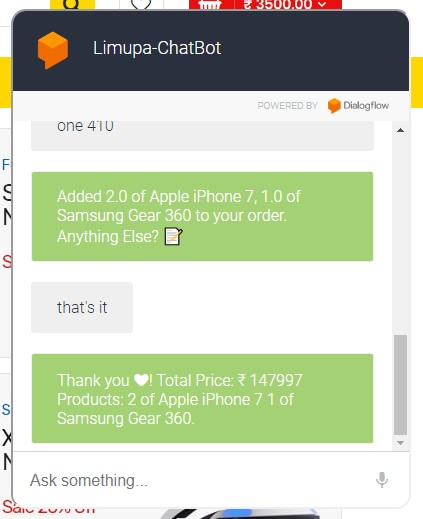 ₹ 3500.00
Limupa-ChatBot
POWERED BY Dialogflow
one 410
Added 2.0 of Apple iPhone 7, 1.0 of
Samsung Gear 360 to your order.
Anything Else? 📝
that's it
Thank you ❤! Total Price: ₹ 147997
Products: 2 of Apple iPhone 7 1 of
Samsung Gear 360.
Ask something...
Sale 25% Off